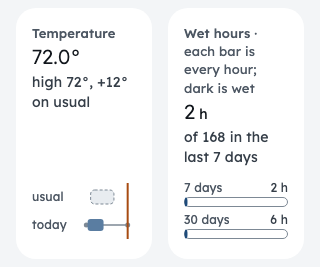 Temperature
72.0°
high 72°, +12°
on usual
usual
today
Wet hours ·
each bar is
every hour;
dark is wet
2 h
of 168 in the
last 7 days
7 days 2 h
30 days 6 h